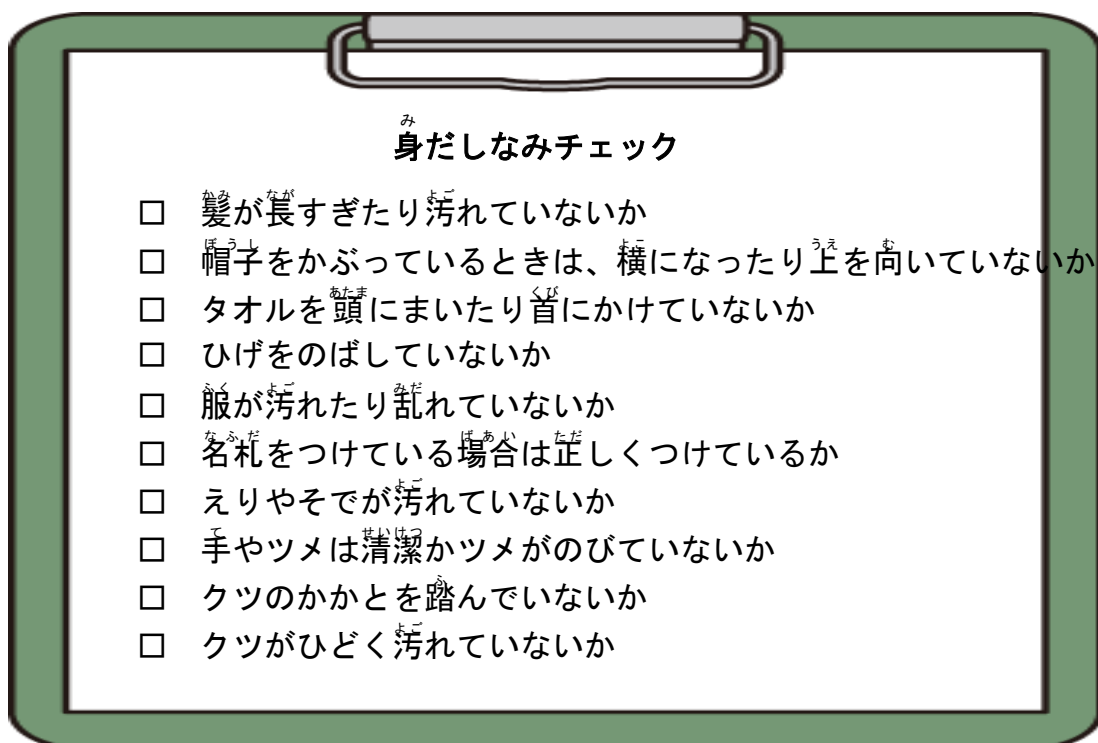 身だしなみチェック
□ 髪が長すぎたり汚れていないか
□ 帽子をかぶっているときは、横になったり上を向いていないか
□ タオルを頭にまいたり首にかけていないか
□ ひげをのばしていないか
□ 服が汚れたり乱れていないか
□ 名札をつけている場合は正しくつけているか
□ えりやそでが汚れていないか
□ 手やツメは清潔かツメがのびていないか
□ クツのかかとを踏んでいないか
□ クツがひどく汚れていないか